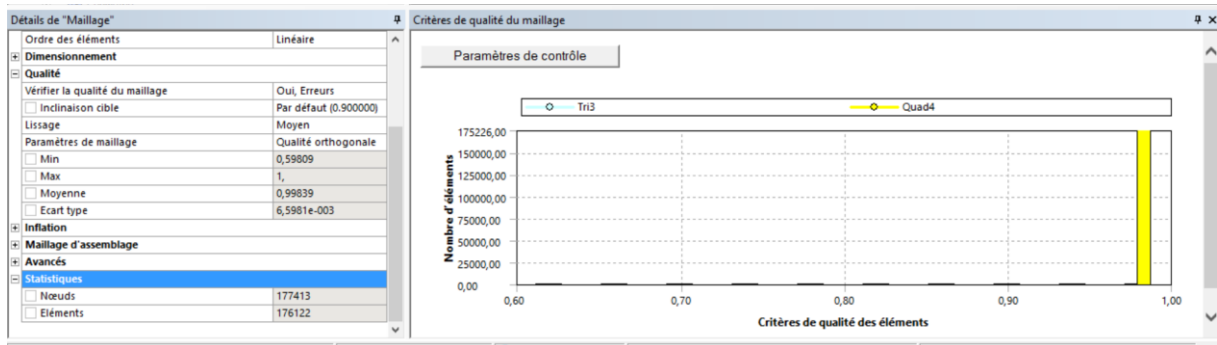 Détails de "Maillage"
Ordre des éléments Linéaire
Dimensionnement
Qualité
Vérifier la qualité du maillage Oui, Erreurs
Inclinaison cible Par défaut (0.900000)
Lissage Moyen
Paramètres de maillage Qualité orthogonale
Min 0,59809
Max 1,
Moyenne 0,99839
Ecart type 6,5981e-003
Inflation
Maillage d'assemblage
Avancés
Statistiques
Nœuds 177413
Eléments 176122
Critères de qualité du maillage
Paramètres de contrôle
Tri3 Quad4
Nombre d'éléments
175226,00
150000,00
125000,00
100000,00
75000,00
50000,00
25000,00
0,00
0,60 0,70 0,80 0,90 1,00
Critères de qualité des éléments